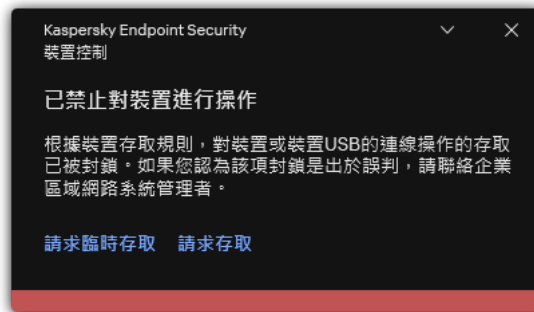 Kaspersky Endpoint Security
裝置控制
已禁止對裝置進行操作
根據裝置存取規則，對裝置或裝置USB的連線操作的存取
已被封鎖。如果您認為該項封鎖是出於誤判，請聯絡企業
區域網路系統管理者。
請求臨時存取 請求存取